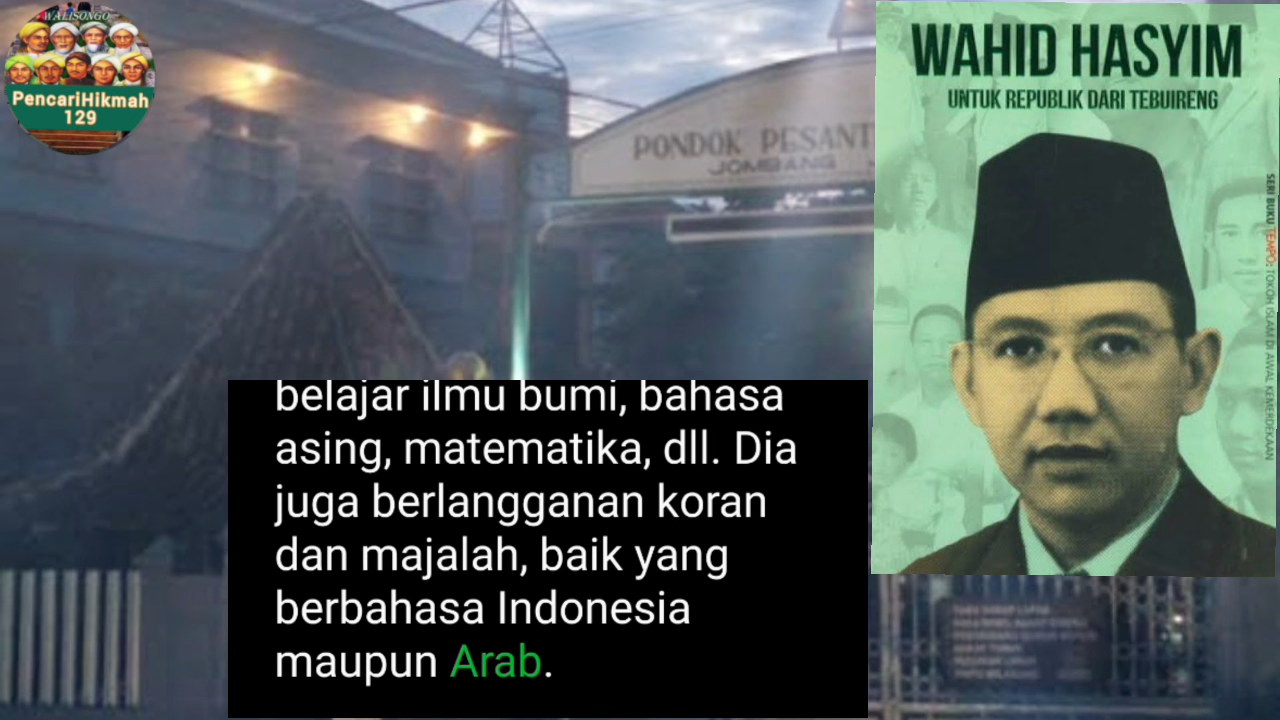 WALISONGO
PencariHikmah
129
PONDOK PESANT
JOMBANG
WAHID HASYIM
UNTUK REPUBLIK DARI TEBUIRENG
SERI BUKU TEMPO: TOKOH ISLAM DI AWAL KEMERDEKAAN
belajar ilmu bumi, bahasa
asing, matematika, dll. Dia
juga berlangganan koran
dan majalah, baik yang
berbahasa Indonesia
maupun Arab.